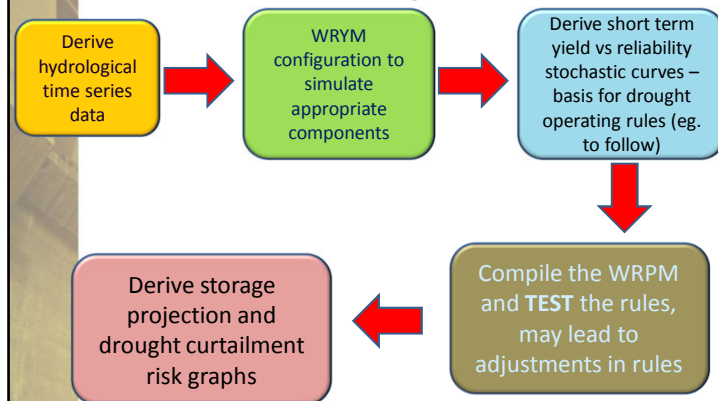 Derive
hydrological
time series
data
WRYM
configuration to
simulate
appropriate
components
Derive short term
yield vs reliability
stochastic curves –
basis for drought
operating rules (eg.
to follow)
Compile the WRPM
and TEST the rules,
may lead to
adjustments in rules
Derive storage
projection and
drought curtailment
risk graphs